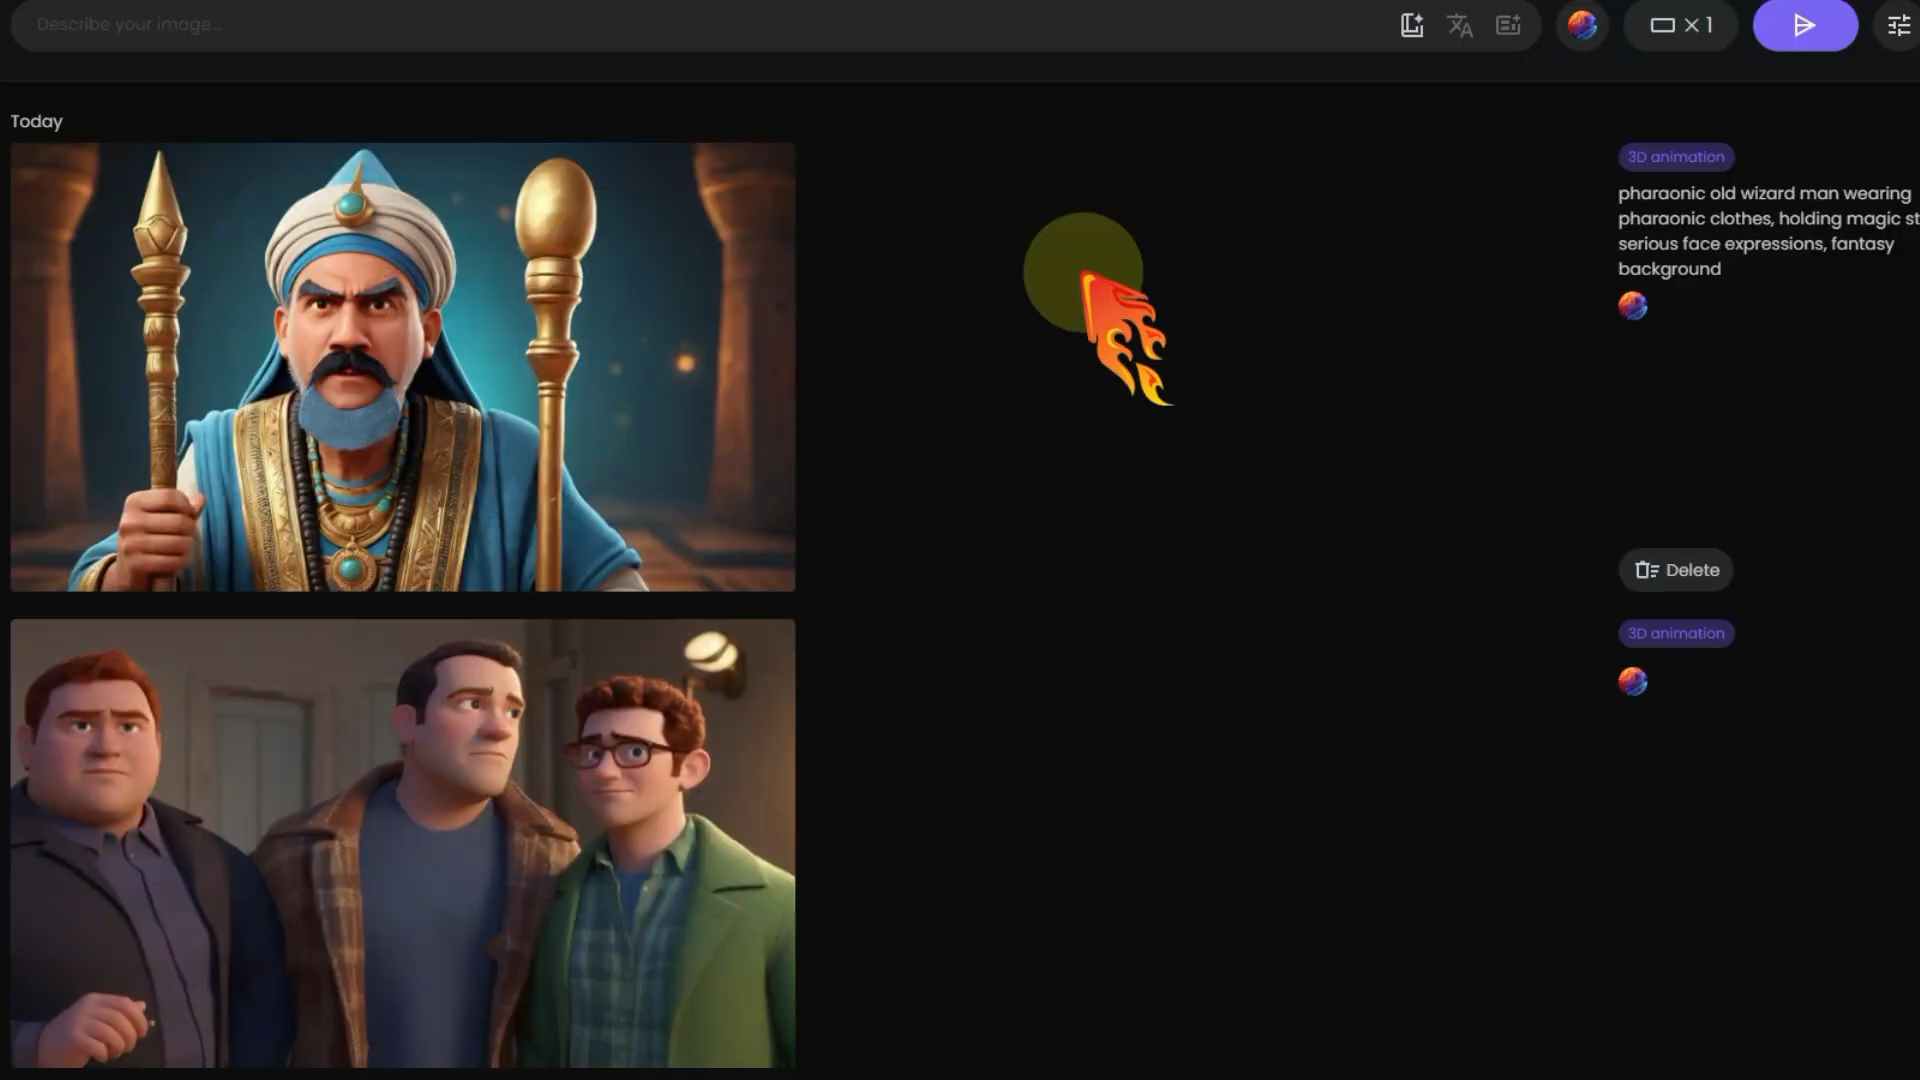 Describe your image...
1
Today
3D animation
pharaonic old wizard man wearing
pharaonic clothes, holding magic st
serious face expressions, fantasy
background
Delete
3D animation